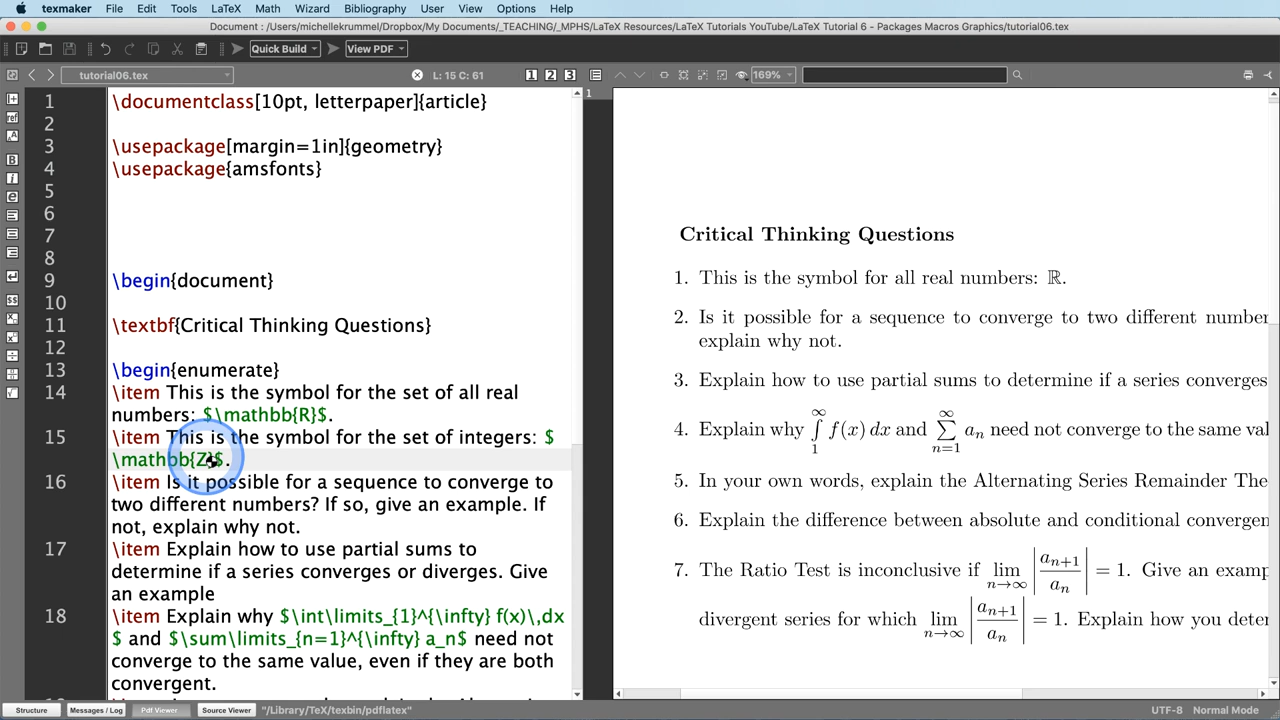 texmaker File Edit Tools LaTeX Math Wizard Bibliography User View Options Help
Document : /Users/michellekrummel/Dropbox/My Documents/_TEACHING/_MPHS/LaTeX Resources/LaTeX Tutorials YouTube/LaTeX Tutorial 6 - Packages Macros Graphics/tutorial06.tex
Quick Build View PDF
tutorial06.tex L: 15 C: 61 1 2 3 169%
1 \documentclass[10pt, letterpaper]{article}
2
3 \usepackage[margin=1in]{geometry}
4 \usepackage{amsfonts}
5
6
7
8
9 \begin{document}
10
11 \textbf{Critical Thinking Questions}
12
13 \begin{enumerate}
14 \item This is the symbol for the set of all real
numbers: $\mathbb{R}$.
15 \item This is the symbol for the set of integers: $
\mathbb{Z}$.
16 \item Is it possible for a sequence to converge to
two different numbers? If so, give an example. If
not, explain why not.
17 \item Explain how to use partial sums to
determine if a series converges or diverges. Give
an example
18 \item Explain why $\int\limits_{1}^{\infty} f(x)\,dx
$ and $\sum\limits_{n=1}^{\infty} a_n$ need not
converge to the same value, even if they are both
convergent.
1
Critical Thinking Questions
1. This is the symbol for all real numbers: ℝ.
2. Is it possible for a sequence to converge to two different number
explain why not.
3. Explain how to use partial sums to determine if a series converges
4. Explain why ∫_1^∞ f(x) dx and ∑_{n=1}^∞ a_n need not converge to the same val
5. In your own words, explain the Alternating Series Remainder The
6. Explain the difference between absolute and conditional convergen
7. The Ratio Test is inconclusive if lim_{n→∞} |a_{n+1}/a_n| = 1. Give an examp
divergent series for which lim_{n→∞} |a_{n+1}/a_n| = 1. Explain how you deter
Structure Messages / Log Pdf Viewer Source Viewer "/Library/TeX/texbin/pdflatex" UTF-8 Normal Mode